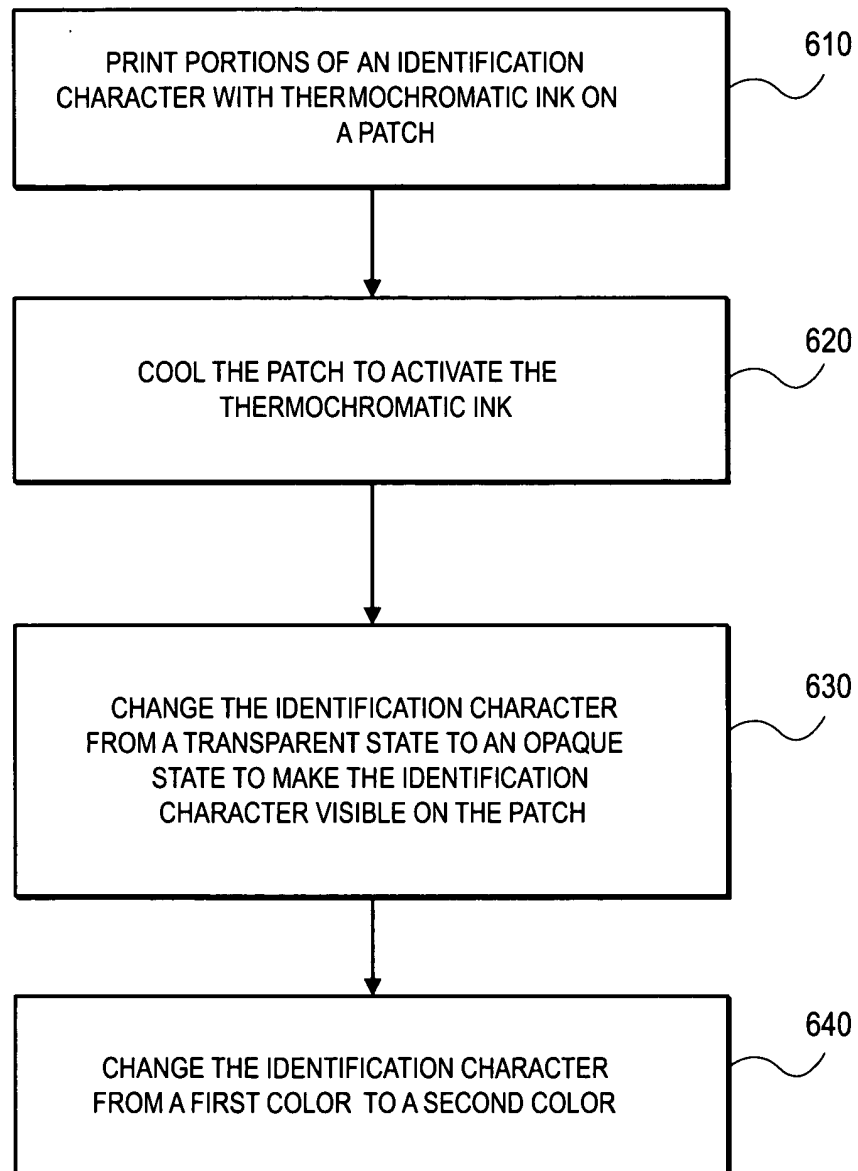 PRINT PORTIONS OF AN IDENTIFICATION
CHARACTER WITH THERMOCHROMATIC INK ON
A PATCH
610
COOL THE PATCH TO ACTIVATE THE
THERMOCHROMATIC INK
620
CHANGE THE IDENTIFICATION CHARACTER
FROM A TRANSPARENT STATE TO AN OPAQUE
STATE TO MAKE THE IDENTIFICATION
CHARACTER VISIBLE ON THE PATCH
630
CHANGE THE IDENTIFICATION CHARACTER
FROM A FIRST COLOR TO A SECOND COLOR
640